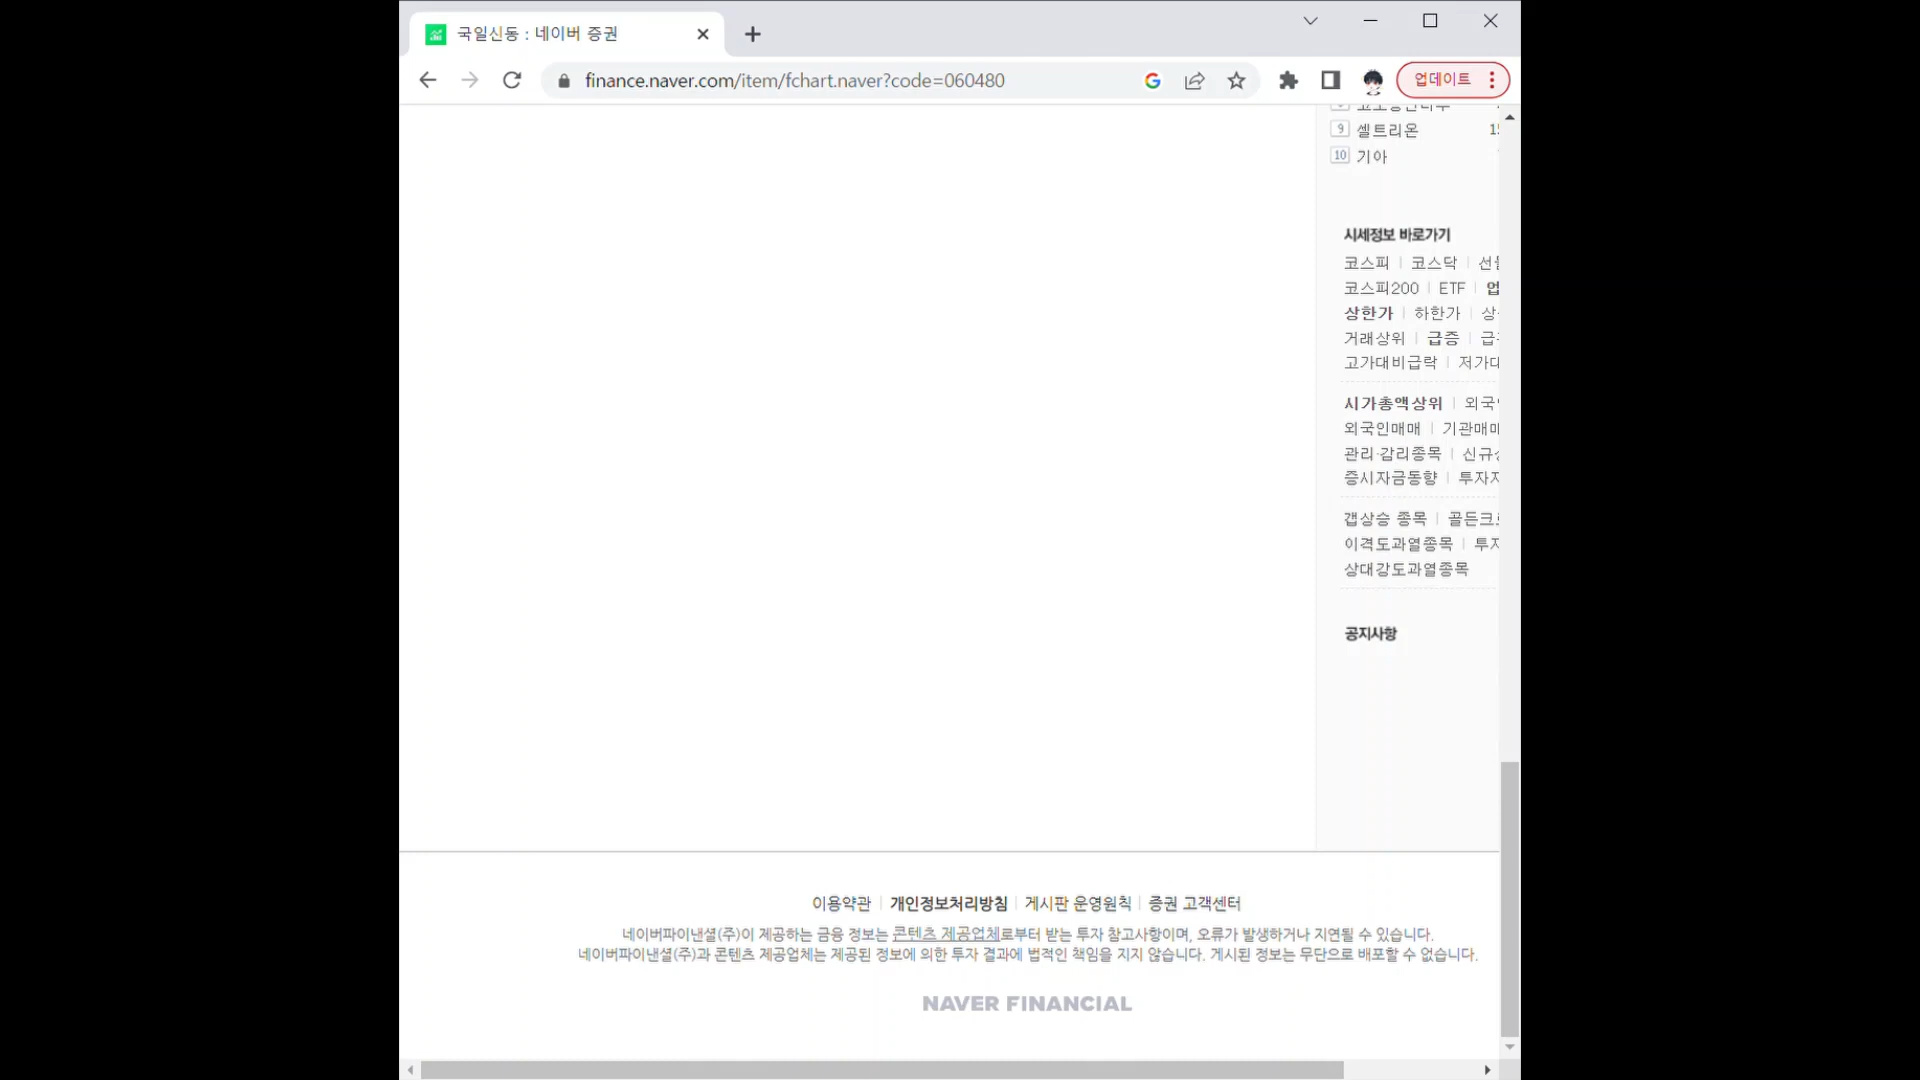 국일신동 : 네이버 증권
finance.naver.com/item/fchart.naver?code=060480
업데이트
9 셀트리온
10 기아
시세정보 바로가기
코스피 | 코스닥
코스피200 | ETF
상한가 | 하한가
거래상위 | 급증
고가대비급락
시가총액상위
외국인매매
관리·감리종목
증시자금동향
갭상승 종목
이격도과열종목
상대강도과열종목
공지사항
이용약관 | 개인정보처리방침 | 게시판 운영원칙 | 증권 고객센터
네이버파이낸셜(주)이 제공하는 금융 정보는 콘텐츠 제공업체로부터 받는 투자 참고사항이며, 오류가 발생하거나 지연될 수 있습니다.
네이버파이낸셜(주)과 콘텐츠 제공업체는 제공된 정보에 의한 투자 결과에 법적인 책임을 지지 않습니다. 게시된 정보는 무단으로 배포할 수 없습니다.
NAVER FINANCIAL